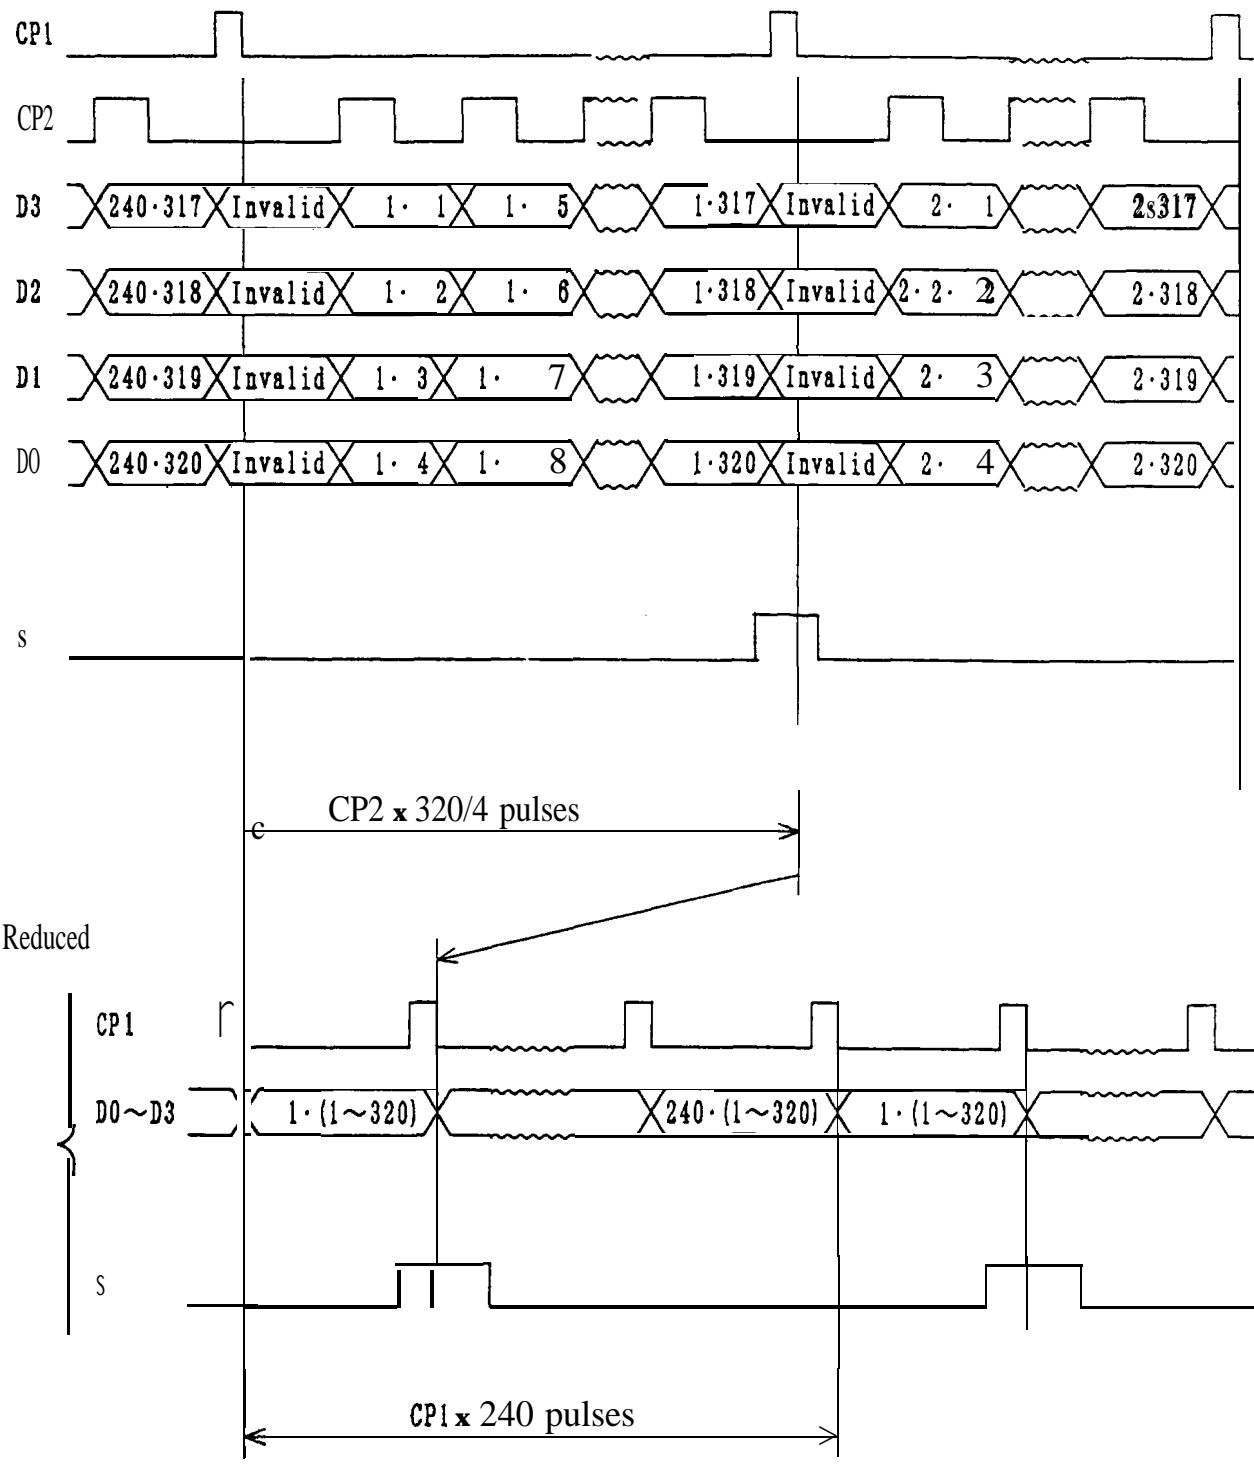 CP1
CP2
D3 240·317 Invalid 1· 1 1· 5 1·317 Invalid 2· 1 2s317
D2 240·318 Invalid 1· 2 1· 6 1·318 Invalid 2· 2· 2 2·318
D1 240·319 Invalid 1· 3 1· 7 1·319 Invalid 2· 3 2·319
D0 240·320 Invalid 1· 4 1· 8 1·320 Invalid 2· 4 2·320
s
CP2 x 320/4 pulses
c
Reduced
CP1 r
D0~D3 1·(1~320) 240·(1~320) 1·(1~320)
S
CP1 x 240 pulses